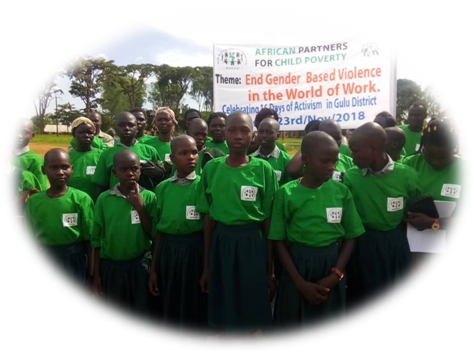 AFRICAN PARTNERS
FOR CHILD POVERTY
Theme: End Gender Based Violence
in the World of Work.
Celebrating 16 Days of Activism in Gulu District
23rd/Nov/2018